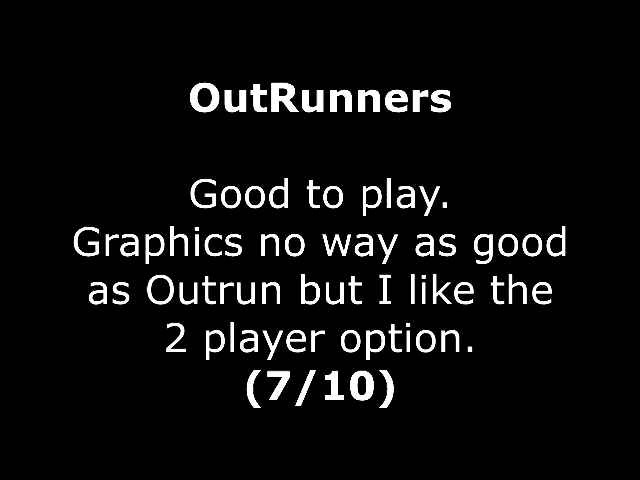 OutRunners
Good to play.
Graphics no way as good
as Outrun but I like the
2 player option.
(7/10)